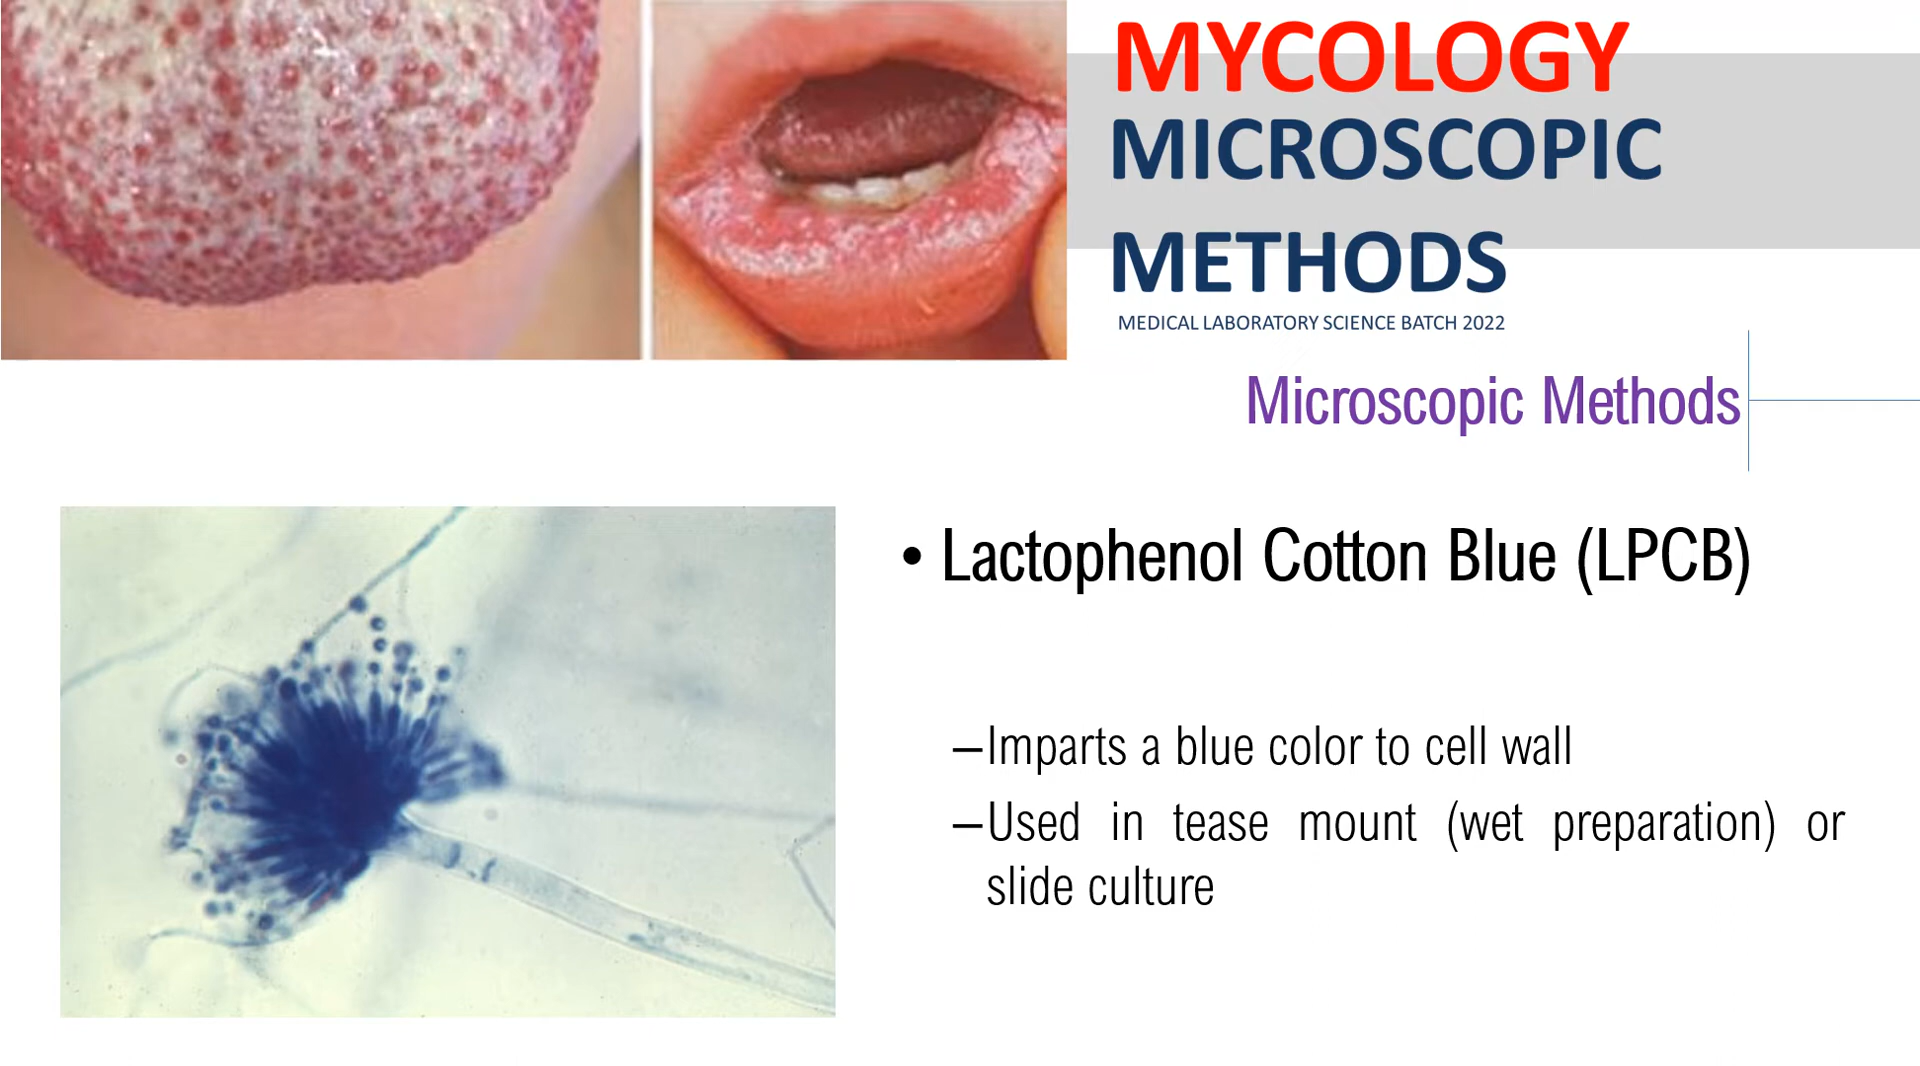 MYCOLOGY
MICROSCOPIC
METHODS
MEDICAL LABORATORY SCIENCE BATCH 2022
Microscopic Methods
• Lactophenol Cotton Blue (LPCB)
–Imparts a blue color to cell wall
–Used in tease mount (wet preparation) or
slide culture